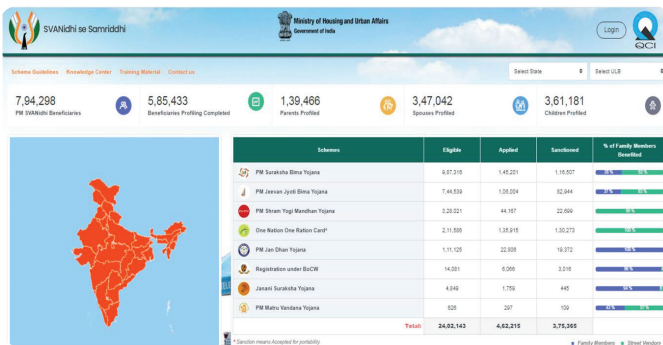 SVANidhi se Samriddhi
Ministry of Housing and Urban Affairs
Government of India
Login
QCI
Scheme Guidelines Knowledge Center Training Material Contact us
Select State
Select ULB
7,94,298
PM SVANidhi Beneficiaries
5,85,433
Beneficiaries Profiling Completed
1,39,466
Parents Profiled
3,47,042
Spouses Profiled
3,61,181
Children Profiled
Schemes Eligible Applied Sanctioned % of Family Members Benefited
PM Suraksha Bima Yojana 9,67,316 1,45,201 1,16,507
PM Jeevan Jyoti Bima Yojana 7,44,539 1,06,004 82,944
PM Shram Yogi Mandhan Yojana 3,28,021 44,167 22,699
One Nation One Ration Card* 2,11,586 1,35,915 1,30,273 100%
PM Jan Dhan Yojana 1,11,125 22,806 19,372 100%
Registration under BoCW 14,081 6,066 3,016
Janani Suraksha Yojana 4,849 1,759 445
PM Matru Vandana Yojana 626 297 109
Total: 24,02,143 4,62,215 3,75,365
* Sanction means Accepted for portability
Family Members Street Vendors